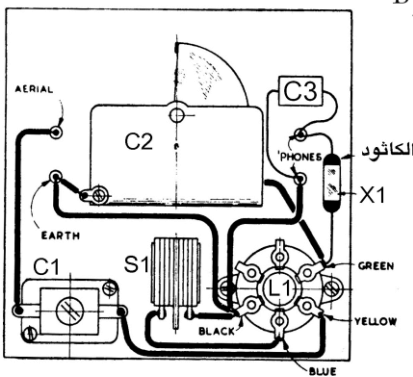 AERIAL
C2
C3
'PHONES
الكاثود
X1
EARTH
C1
S1
L1
GREEN
BLACK
YELLOW
BLUE